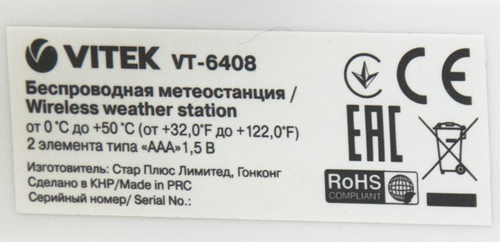 VITEK VT-6408
Беспроводная метеостанция /
Wireless weather station
от 0°C до +50°C (от +32,0°F до +122,0°F)
2 элемента типа «ААА» 1,5 В
Изготовитель: Стар Плюс Лимитед, Гонконг
Сделано в КНР/Made in PRC
Серийный номер/ Serial No.:
CE
EAC
RoHS
COMPLIANT